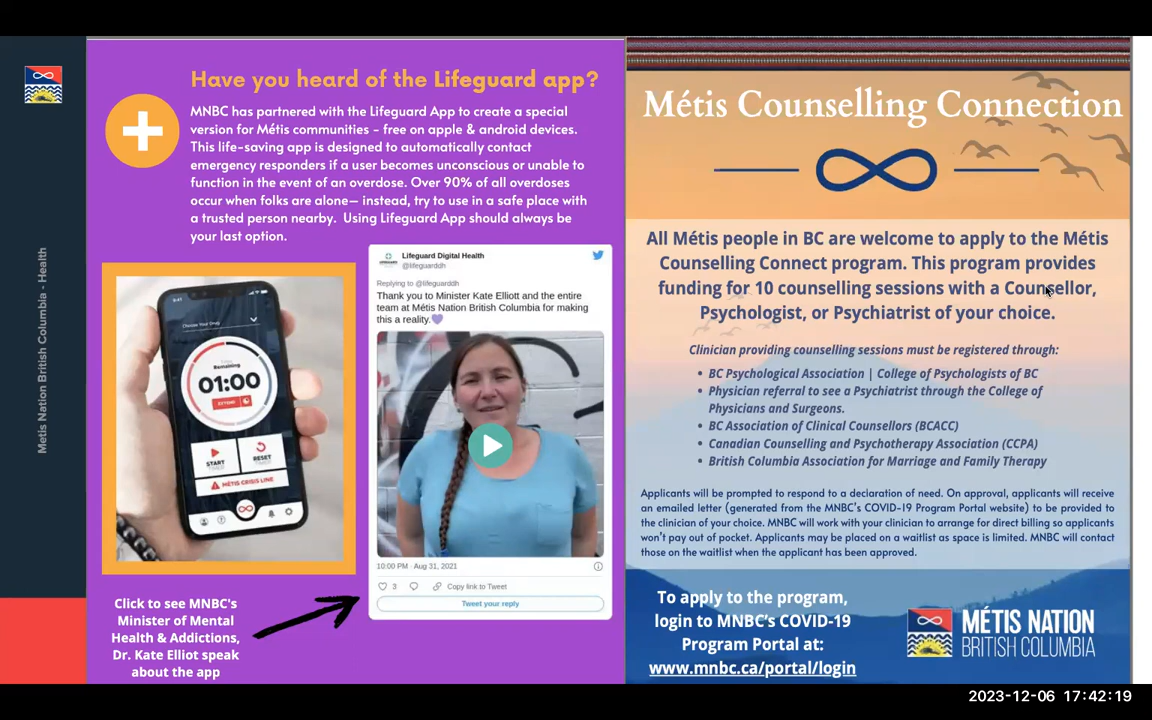 Metis Nation British Columbia - Health
Have you heard of the Lifeguard app?
MNBC has partnered with the Lifeguard App to create a special
version for Métis communities - free on apple & android devices.
This life-saving app is designed to automatically contact
emergency responders if a user becomes unconscious or unable to
function in the event of an overdose. Over 90% of all overdoses
occur when folks are alone— instead, try to use in a safe place with
a trusted person nearby. Using Lifeguard App should always be
your last option.
9:41
Choose Your Drug
Remaining
01:00
EXTEND
START
RESET
MÉTIS CRISIS LINE
Lifeguard Digital Health
@lifeguarddh
Replying to @lifeguarddh
Thank you to Minister Kate Elliott and the entire
team at Métis Nation British Columbia for making
this a reality.💜
10:00 PM · Aug 31, 2021
3
Copy link to Tweet
Tweet your reply
Click to see MNBC's
Minister of Mental
Health & Addictions,
Dr. Kate Elliot speak
about the app
Métis Counselling Connection
All Métis people in BC are welcome to apply to the Métis
Counselling Connect program. This program provides
funding for 10 counselling sessions with a Counsellor,
Psychologist, or Psychiatrist of your choice.
Clinician providing counselling sessions must be registered through:
• BC Psychological Association | College of Psychologists of BC
• Physician referral to see a Psychiatrist through the College of
Physicians and Surgeons.
• BC Association of Clinical Counsellors (BCACC)
• Canadian Counselling and Psychotherapy Association (CCPA)
• British Columbia Association for Marriage and Family Therapy
Applicants will be prompted to respond to a declaration of need. On approval, applicants will receive
an emailed letter (generated from the MNBC's COVID-19 Program Portal website) to be provided to
the clinician of your choice. MNBC will work with your clinician to arrange for direct billing so applicants
won't pay out of pocket. Applicants may be placed on a waitlist as space is limited. MNBC will contact
those on the waitlist when the applicant has been approved.
To apply to the program,
login to MNBC's COVID-19
Program Portal at:
www.mnbc.ca/portal/login
MÉTIS NATION
BRITISH COLUMBIA
2023-12-06 17:42:19